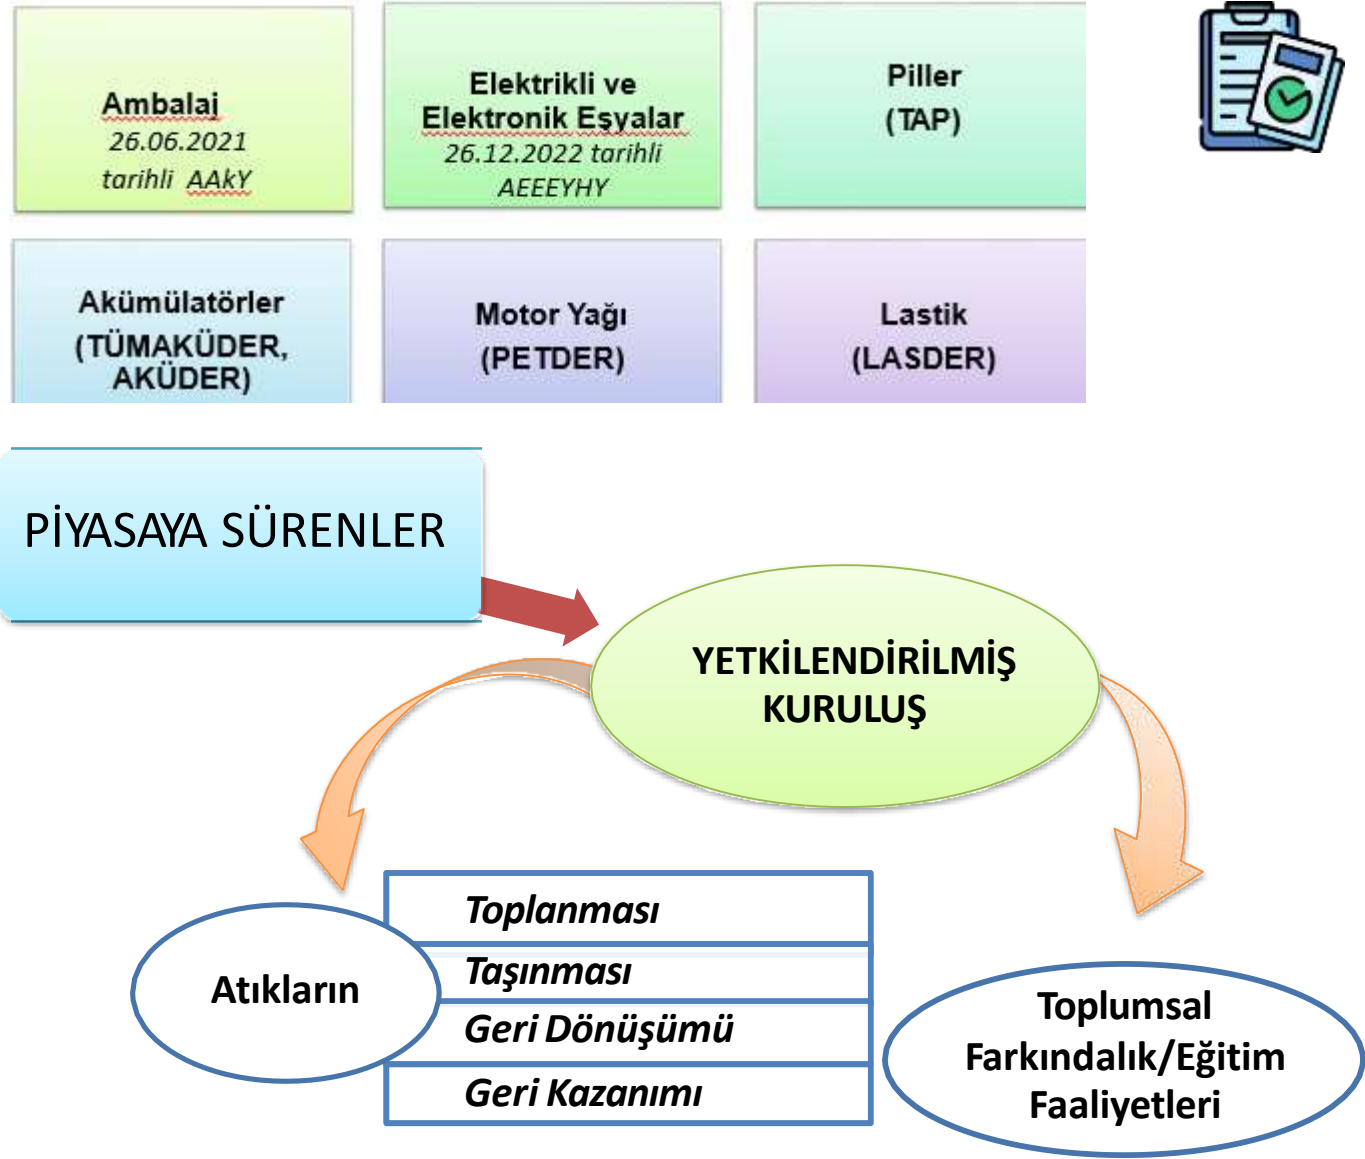 Ambalaj
26.06.2021
tarihli AAkY
Elektrikli ve
Elektronik Eşyalar
26.12.2022 tarihli
AEEEYHY
Piller
(TAP)
Akümülatörler
(TÜMAKÜDER,
AKÜDER)
Motor Yağı
(PETDER)
Lastik
(LASDER)
PİYASAYA SÜRENLER
YETKİLENDİRİLMİŞ
KURULUŞ
Atıkların
Toplanması
Taşınması
Geri Dönüşümü
Geri Kazanımı
Toplumsal
Farkındalık/Eğitim
Faaliyetleri